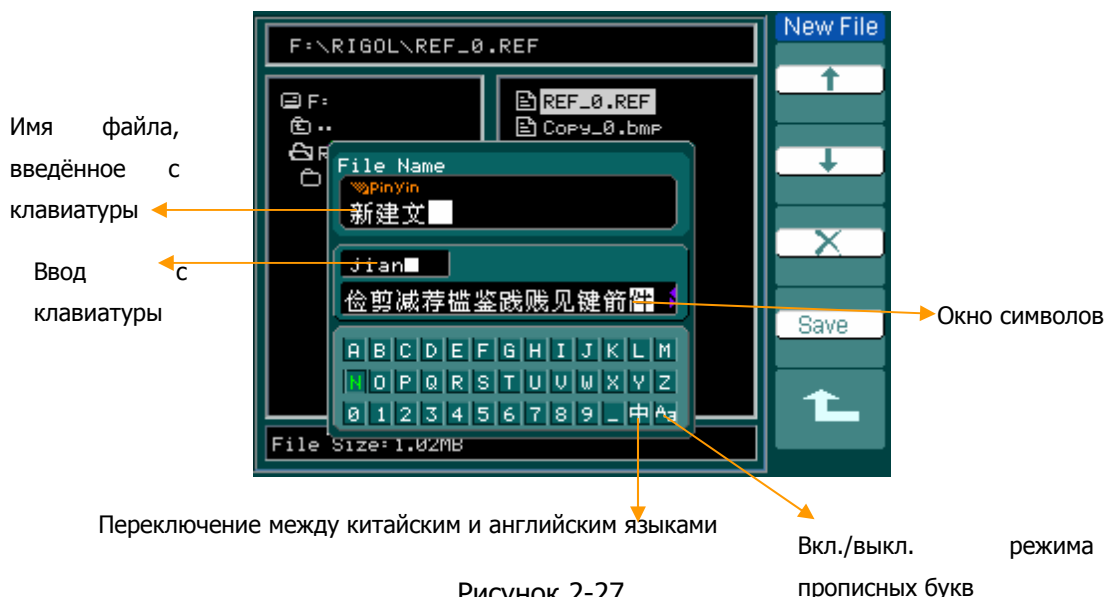 New File
F:\RIGOL\REF_0.REF
F:
REF_0.REF
..
Copy_0.bmp
R
Имя файла,
введённое с
клавиатуры
File Name
PinYin
新建文
Ввод с
клавиатуры
jian
俭剪减荐槛鉴践贱见键箭件
Окно символов
Save
A B C D E F G H I J K L M
N O P Q R S T U V W X Y Z
0 1 2 3 4 5 6 7 8 9 _ 中 Aa
File Size:1.02MB
Переключение между китайским и английским языками
Вкл./выкл. режима
прописных букв
Рисунок 2-27